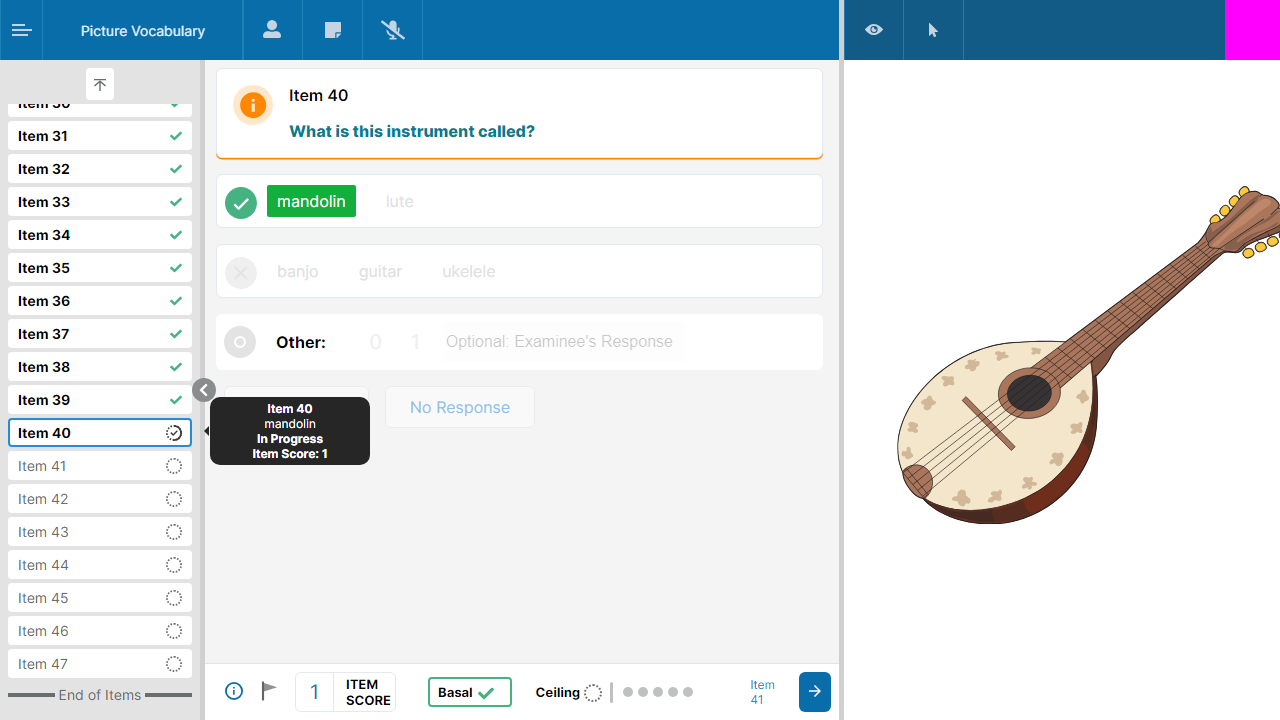 Picture Vocabulary
Item 30
Item 31
Item 32
Item 33
Item 34
Item 35
Item 36
Item 37
Item 38
Item 39
Item 40
Item 41
Item 42
Item 43
Item 44
Item 45
Item 46
Item 47
End of Items
Item 40
What is this instrument called?
mandolin lute
banjo guitar ukelele
Other: 0 1 Optional: Examinee's Response
No Response
Item 40
mandolin
In Progress
Item Score: 1
1 ITEM
SCORE
Basal
Ceiling
Item
41